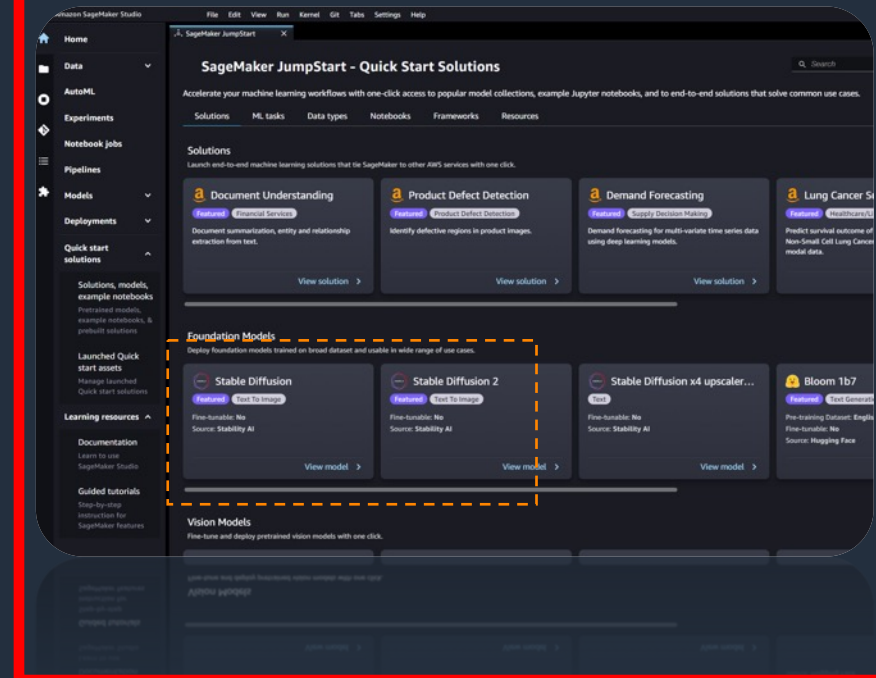 Amazon SageMaker Studio
File Edit View Run Kernel Git Tabs Settings Help
Home
Data
AutoML
Experiments
Notebook jobs
Pipelines
Models
Deployments
Quick start
solutions
Solutions, models,
example notebooks
Pretrained models,
example notebooks, &
prebuilt solutions
Launched Quick
start assets
Manage launched
Quick start solutions
Learning resources
Documentation
Learn to use
SageMaker Studio
Guided tutorials
Step-by-step
instruction for
SageMaker features
SageMaker JumpStart X
SageMaker JumpStart - Quick Start Solutions
Search
Accelerate your machine learning workflows with one-click access to popular model collections, example Jupyter notebooks, and to end-to-end solutions that solve common use cases.
Solutions ML tasks Data types Notebooks Frameworks Resources
Solutions
Launch end-to-end machine learning solutions that tie SageMaker to other AWS services with one click.
Document Understanding
Featured Financial Services
Document summarization, entity and relationship
extraction from text.
View solution >
Product Defect Detection
Featured Product Defect Detection
Identify defective regions in product images.
View solution >
Demand Forecasting
Featured Supply Decision Making
Demand forecasting for multi-variate time series data
using deep learning models.
View solution >
Lung Cancer S
Featured Healthcare/Li
Predict survival outcome of
Non-Small Cell Lung Cancer
modal data.
Foundation Models
Deploy foundation models trained on broad dataset and usable in wide range of use cases.
Stable Diffusion
Featured Text To Image
Fine-tunable: No
Source: Stability AI
View model >
Stable Diffusion 2
Featured Text To Image
Fine-tunable: No
Source: Stability AI
View model >
Stable Diffusion x4 upscaler...
Text
Fine-tunable: No
Source: Stability AI
View model >
Bloom 1b7
Featured Text Generati
Pre-training Dataset: Englis
Fine-tunable: No
Source: Hugging Face
Vision Models
Fine-tune and deploy pretrained vision models with one click.